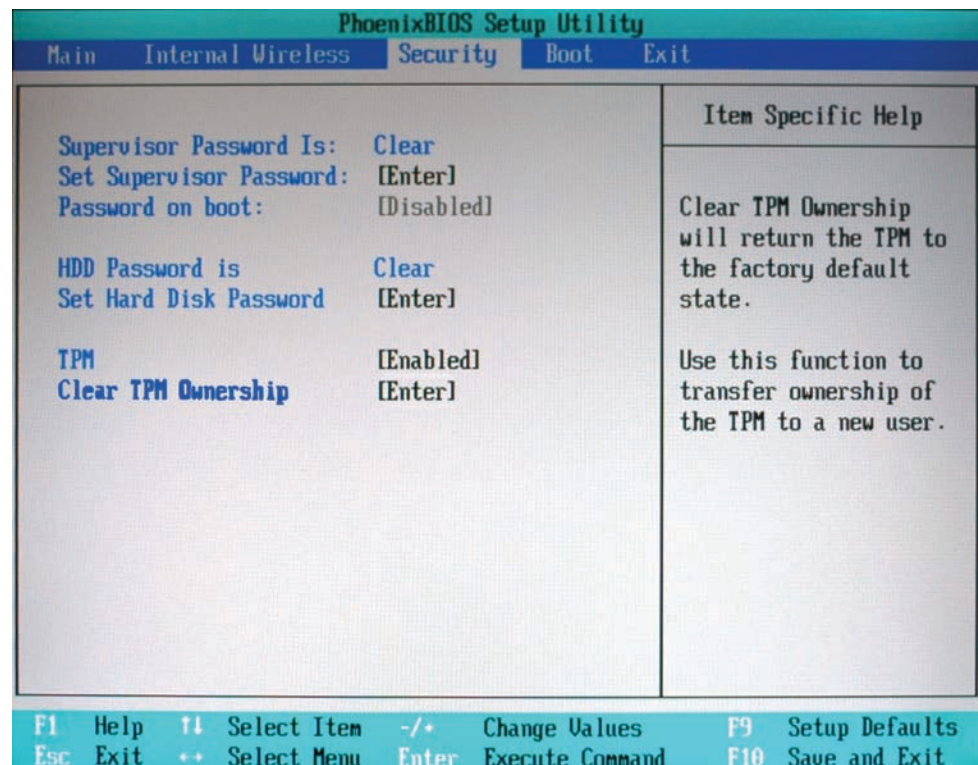 PhoenixBIOS Setup Utility
Main Internal Wireless Security Boot Exit
Item Specific Help
Supervisor Password Is: Clear
Set Supervisor Password: [Enter]
Password on boot: [Disabled]
HDD Password is Clear
Set Hard Disk Password [Enter]
TPM [Enabled]
Clear TPM Ownership [Enter]
Clear TPM Ownership
will return the TPM to
the factory default
state.
Use this function to
transfer ownership of
the TPM to a new user.
F1 Help ↑↓ Select Item -/+ Change Values F9 Setup Defaults
Esc Exit ↔ Select Menu Enter Execute Command F10 Save and Exit